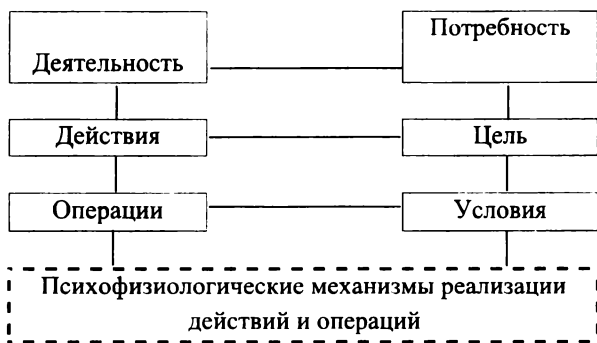 Потребность
Деятельность
Действия
Цель
Операции
Условия
Психофизиологические механизмы реализации
действий и операций